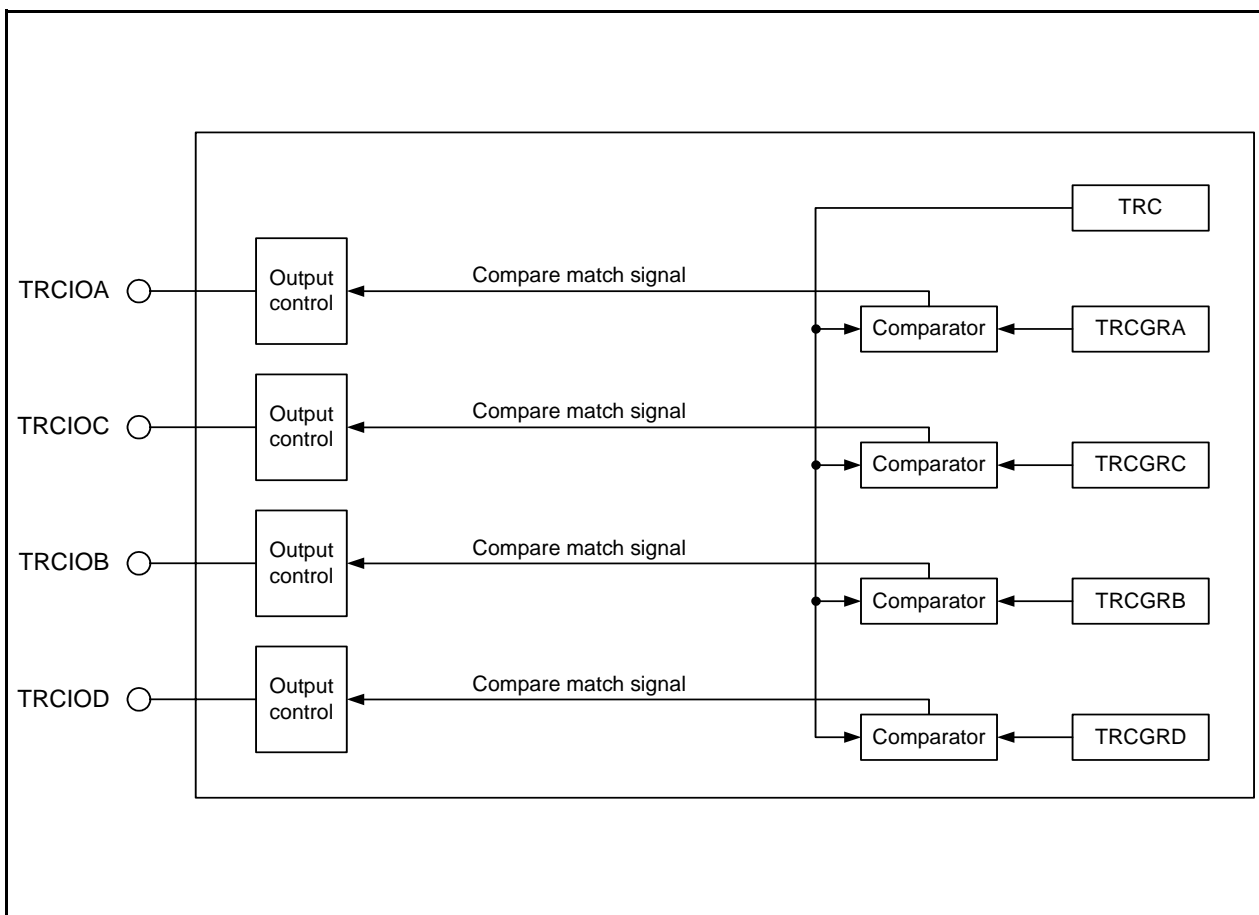 TRC
TRCIOA
Output
control
Compare match signal
Comparator
TRCGRA
TRCIOC
Output
control
Compare match signal
Comparator
TRCGRC
TRCIOB
Output
control
Compare match signal
Comparator
TRCGRB
TRCIOD
Output
control
Compare match signal
Comparator
TRCGRD